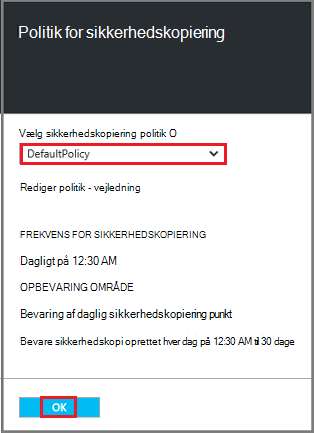 Politik for sikkerhedskopiering
Vælg sikkerhedskopiering politik O
DefaultPolicy
Rediger politik - vejledning
FREKVENS FOR SIKKERHEDSKOPIERING
Dagligt på 12:30 AM
OPBEVARING OMRÅDE
Bevaring af daglig sikkerhedskopiering punkt
Bevare sikkerhedskopi oprettet hver dag på 12:30 AM til 30 dage.
OK